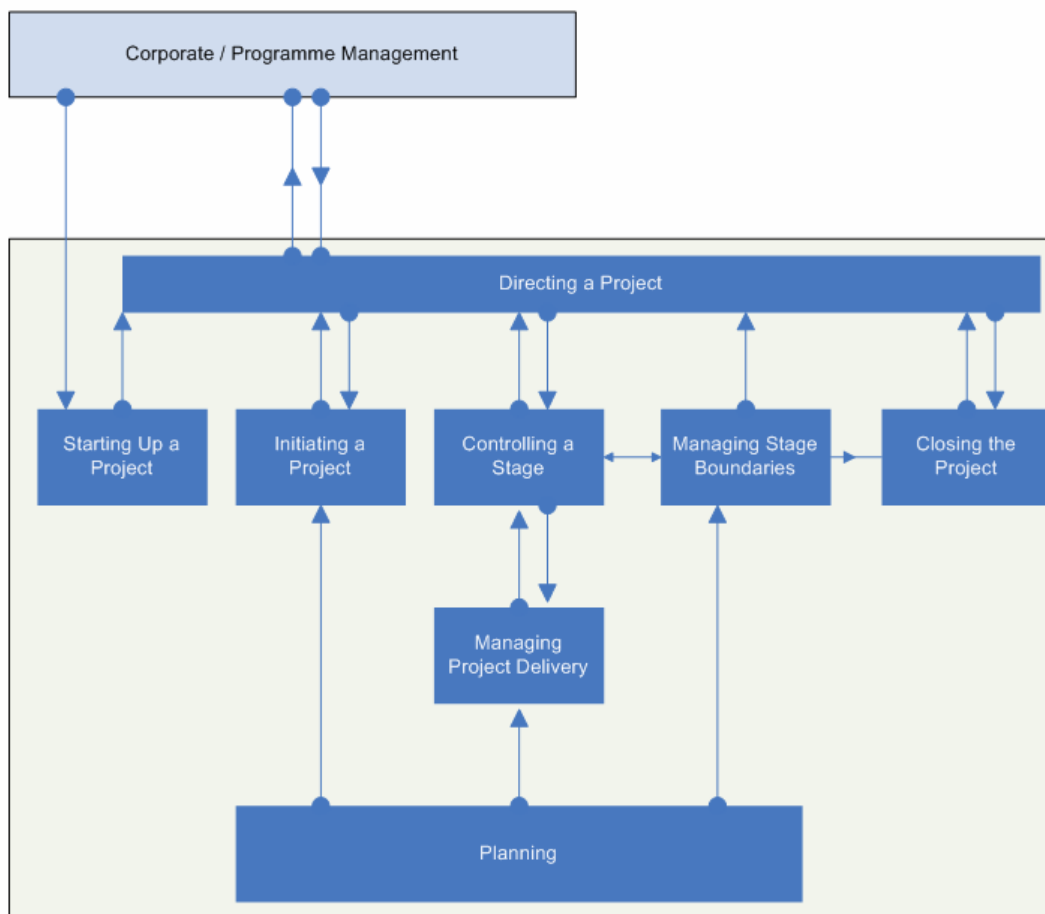 Corporate / Programme Management
Directing a Project
Starting Up a
Project
Initiating a
Project
Controlling a
Stage
Managing Stage
Boundaries
Closing the
Project
Managing
Project Delivery
Planning